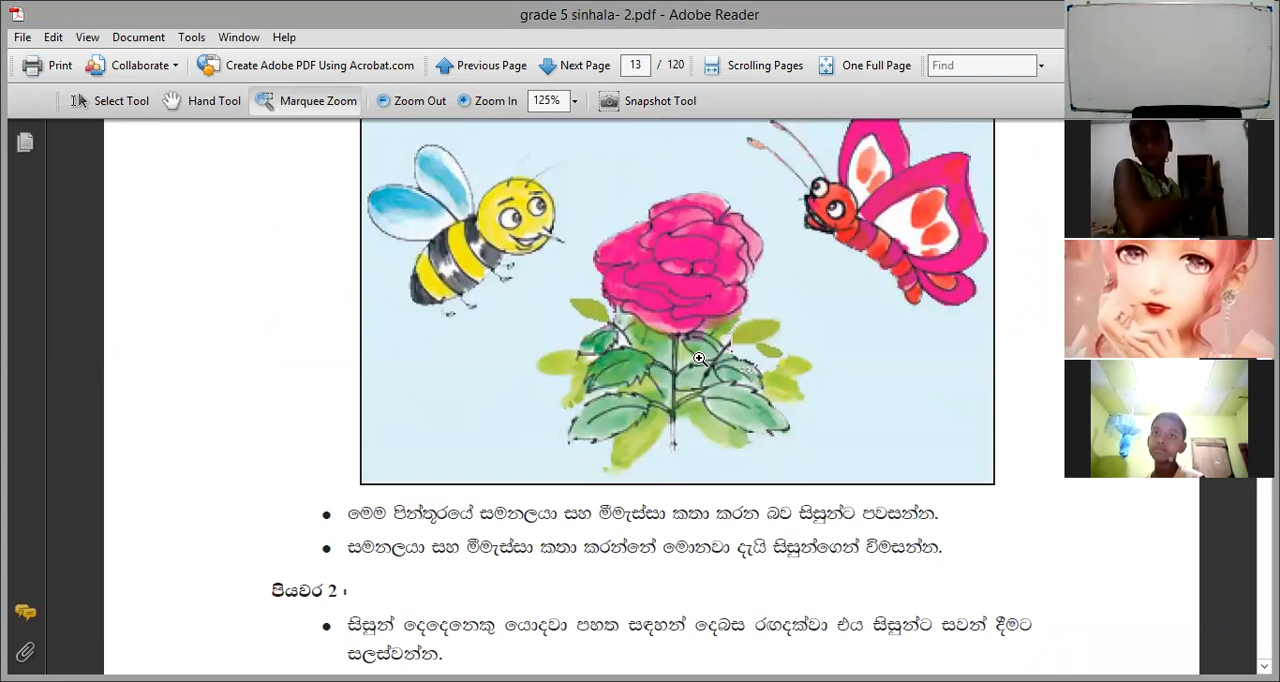 grade 5 sinhala- 2.pdf - Adobe Reader
File Edit View Document Tools Window Help
Print Collaborate Create Adobe PDF Using Acrobat.com Previous Page Next Page 13 / 120 Scrolling Pages One Full Page Find
Select Tool Hand Tool Marquee Zoom Zoom Out Zoom In 125% Snapshot Tool
● මෙම පින්තූරයේ සමනලයා සහ මීමැස්සා කතා කරන බව සිසුන්ට පවසන්න.
● සමනලයා සහ මීමැස්සා කතා කරන්නේ මොනවා දැයි සිසුන්ගෙන් විමසන්න.
පියවර 2 :
● සිසුන් දෙදෙනෙකු යොදවා පහත සඳහන් දෙබස රඟදක්වා එය සිසුන්ට සවන් දීමට
සලස්වන්න.